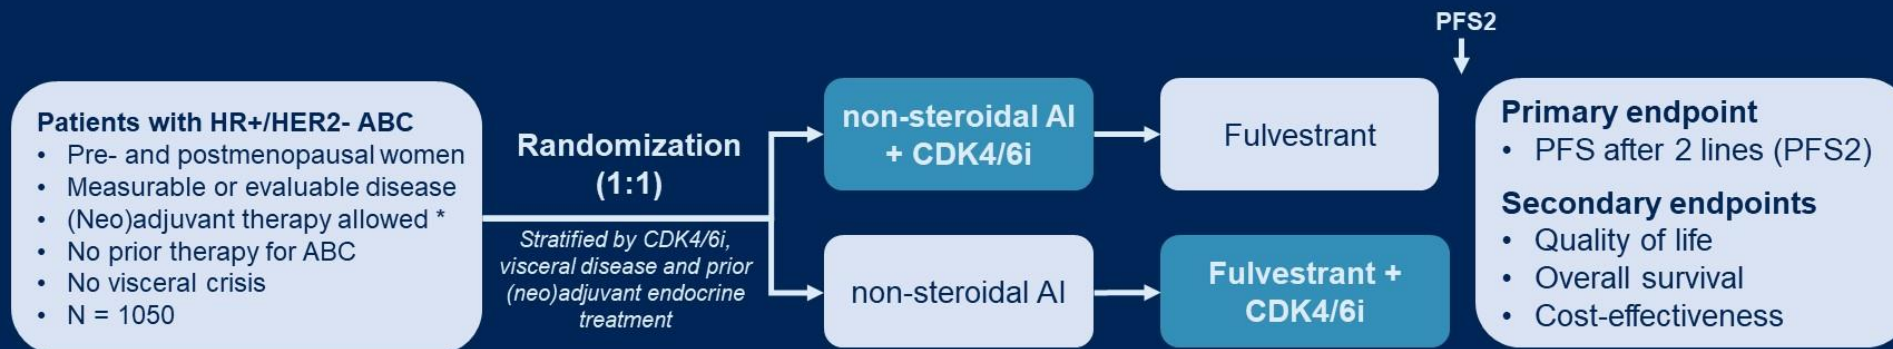 PFS2
Patients with HR+/HER2- ABC
• Pre- and postmenopausal women
• Measurable or evaluable disease
• (Neo)adjuvant therapy allowed *
• No prior therapy for ABC
• No visceral crisis
• N = 1050
Randomization
(1:1)
Stratified by CDK4/6i,
visceral disease and prior
(neo)adjuvant endocrine
treatment
non-steroidal AI
+ CDK4/6i
Fulvestrant
non-steroidal AI
Fulvestrant +
CDK4/6i
Primary endpoint
• PFS after 2 lines (PFS2)
Secondary endpoints
• Quality of life
• Overall survival
• Cost-effectiveness